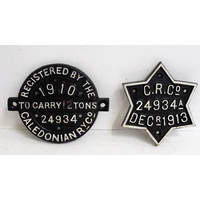 REGISTERED BY THE
1910
TO CARRY 12 TONS
24934
CALEDONIAN RY. CO
C.R.Co
24934A
DECR 1913